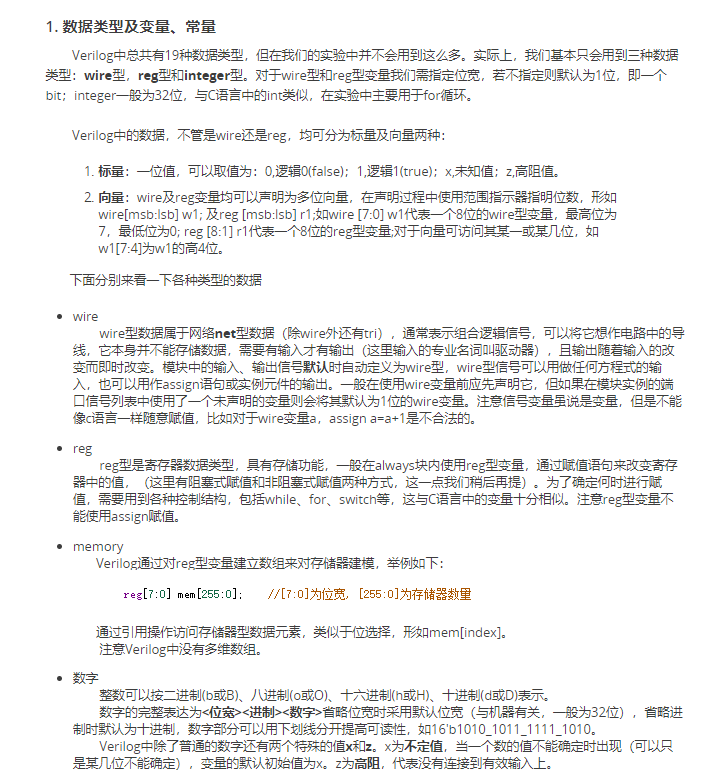 1. 数据类型及变量、常量
Verilog中总共有19种数据类型，但在我们的实验中并不会用到这么多。实际上，我们基本只会用到三种数据
类型：wire型，reg型和integer型。对于wire型和reg型变量我们需指定位宽，若不指定则默认为1位，即一个
bit；integer一般为32位，与C语言中的int类似，在实验中主要用于for循环。
Verilog中的数据，不管是wire还是reg，均可分为标量及向量两种：
1. 标量：一位值，可以取值为：0,逻辑0(false)；1,逻辑1(true)；x,未知值；z,高阻值。
2. 向量：wire及reg变量均可以声明为多位向量，在声明过程中使用范围指示器指明位数，形如
wire[msb:lsb] w1; 及reg [msb:lsb] r1;如wire [7:0] w1代表一个8位的wire型变量，最高位为
7，最低位为0; reg [8:1] r1代表一个8位的reg型变量;对于向量可访问其某一或某几位，如
w1[7:4]为w1的高4位。
下面分别来看一下各种类型的数据
• wire
wire型数据属于网络net型数据（除wire外还有tri），通常表示组合逻辑信号，可以将它想作电路中的导
线，它本身并不能存储数据，需要有输入才有输出（这里输入的专业名词叫驱动器），且输出随着输入的改
变而即时改变。模块中的输入、输出信号默认时自动定义为wire型，wire型信号可以用做任何方程式的输
入，也可以用作assign语句或实例元件的输出。一般在使用wire变量前应先声明它，但如果在模块实例的端
口信号列表中使用了一个未声明的变量则会将其默认为1位的wire变量。注意信号变量虽说是变量，但是不能
像c语言一样随意赋值，比如对于wire变量a，assign a=a+1是不合法的。
• reg
reg型是寄存器数据类型，具有存储功能，一般在always块内使用reg型变量，通过赋值语句来改变寄存
器中的值，（这里有阻塞式赋值和非阻塞式赋值两种方式，这一点我们稍后再提）。为了确定何时进行赋
值，需要用到各种控制结构，包括while、for、switch等，这与C语言中的变量十分相似。注意reg型变量不
能使用assign赋值。
• memory
Verilog通过对reg型变量建立数组来对存储器建模，举例如下：
reg[7:0] mem[255:0]; //[7:0]为位宽，[255:0]为存储器数量
通过引用操作访问存储器型数据元素，类似于位选择，形如mem[index]。
注意Verilog中没有多维数组。
• 数字
整数可以按二进制(b或B)、八进制(o或O)、十六进制(h或H)、十进制(d或D)表示。
数字的完整表达为<位宽><进制><数字>省略位宽时采用默认位宽（与机器有关，一般为32位），省略进
制时默认为十进制，数字部分可以用下划线分开提高可读性，如16'b1010_1011_1111_1010。
Verilog中除了普通的数字还有两个特殊的值x和z。x为不定值，当一个数的值不能确定时出现（可以只
是某几位不能确定），变量的默认初始值为x。z为高阻，代表没有连接到有效输入上。